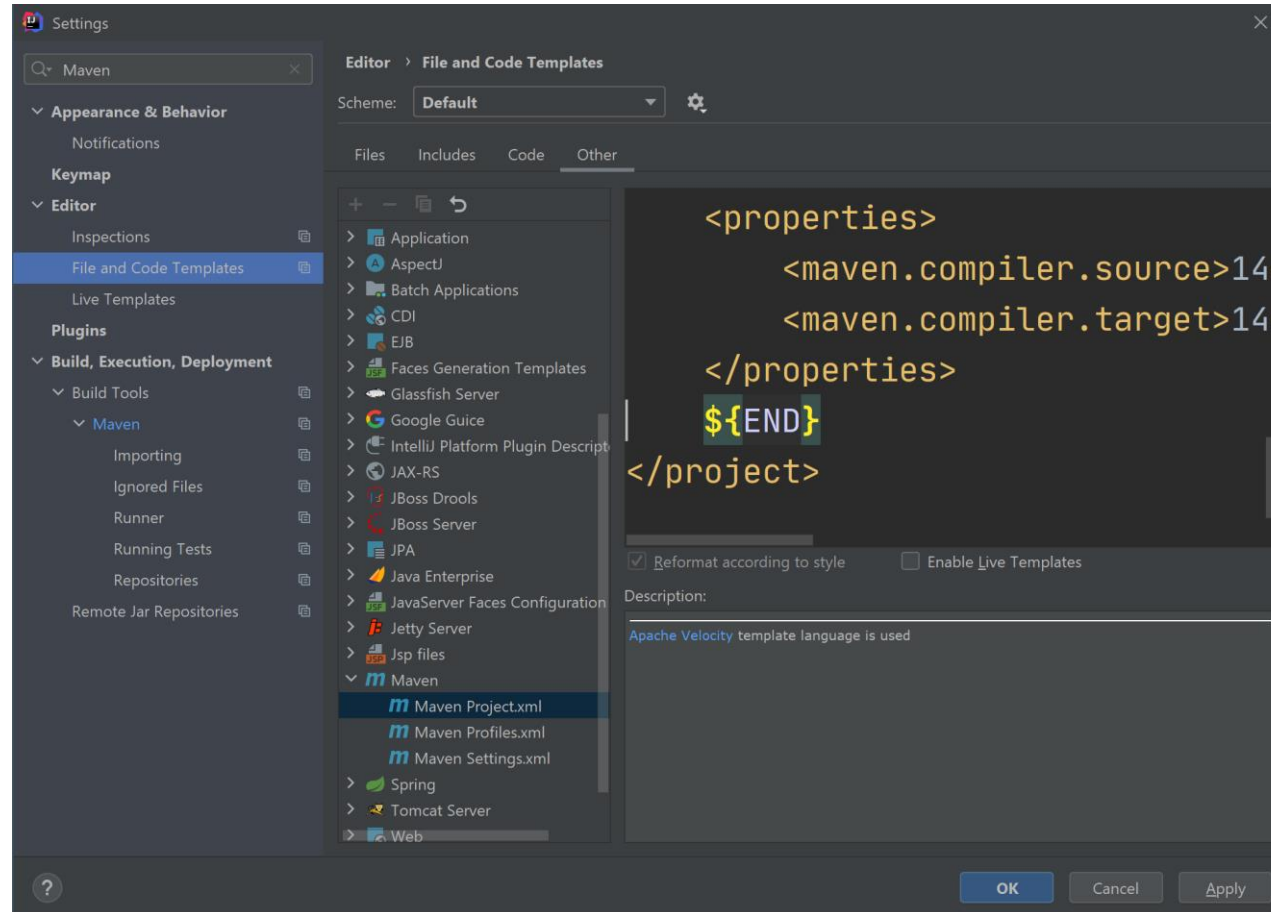 Settings
Maven
Appearance & Behavior
Notifications
Keymap
Editor
Inspections
File and Code Templates
Live Templates
Plugins
Build, Execution, Deployment
Build Tools
Maven
Importing
Ignored Files
Runner
Running Tests
Repositories
Remote Jar Repositories
Editor › File and Code Templates
Scheme: Default
Files Includes Code Other
Application
AspectJ
Batch Applications
CDI
EJB
Faces Generation Templates
Glassfish Server
Google Guice
IntelliJ Platform Plugin Descript
JAX-RS
JBoss Drools
JBoss Server
JPA
Java Enterprise
JavaServer Faces Configuration
Jetty Server
Jsp files
Maven
Maven Project.xml
Maven Profiles.xml
Maven Settings.xml
Spring
Tomcat Server
Web
<properties>
<maven.compiler.source>14
<maven.compiler.target>14
</properties>
${END}
</project>
Reformat according to style Enable Live Templates
Description:
Apache Velocity template language is used
? OK Cancel Apply